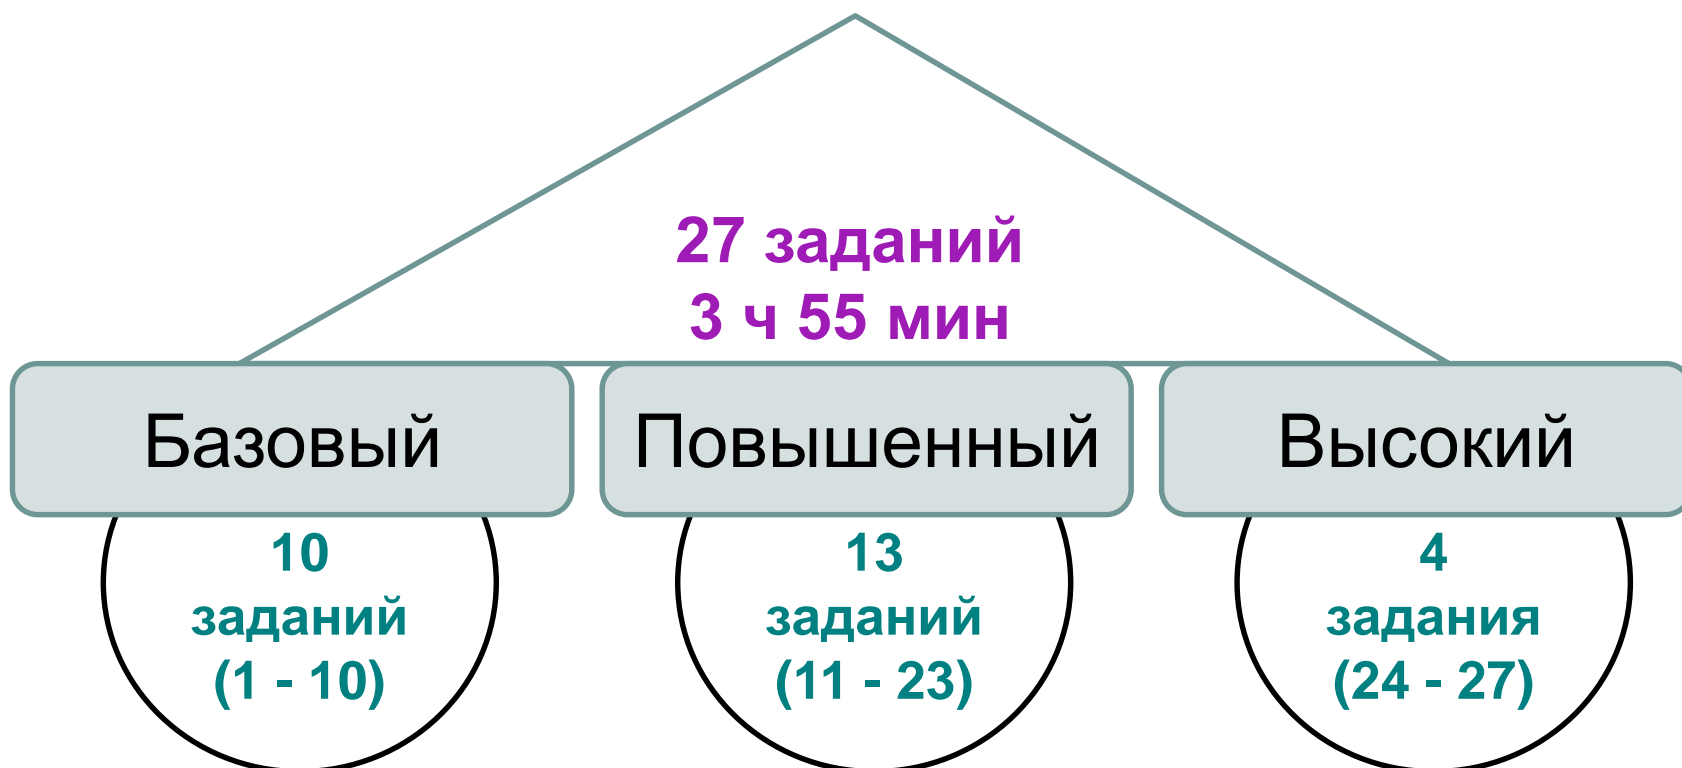 27 заданий
3 ч 55 мин
Базовый
Повышенный
Высокий
10
заданий
(1 - 10)
13
заданий
(11 - 23)
4
задания
(24 - 27)